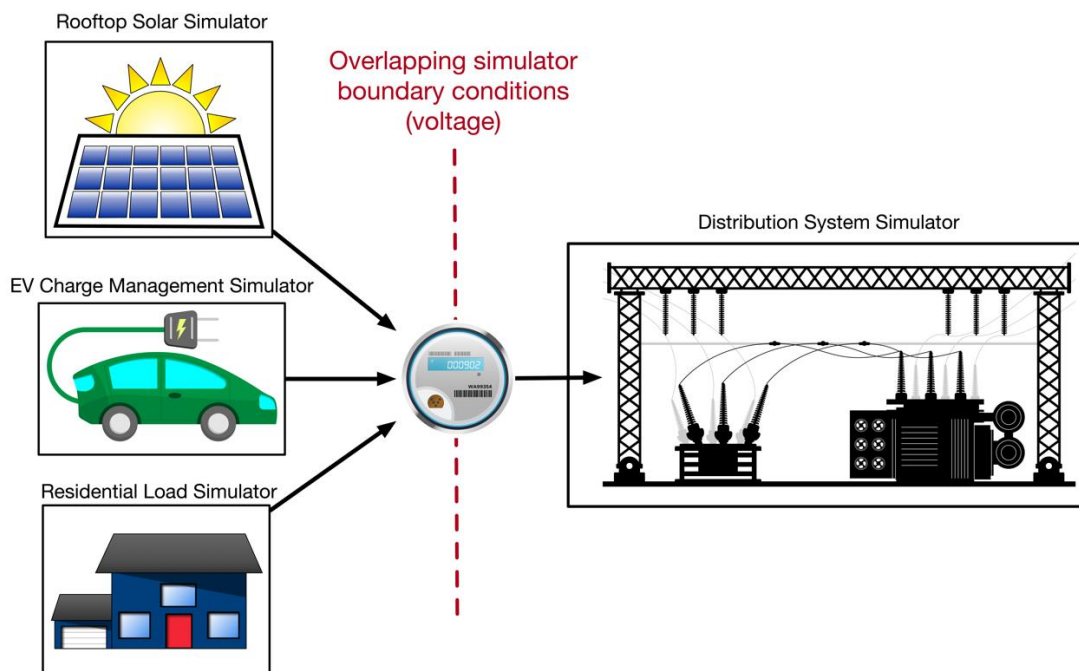 Rooftop Solar Simulator
Overlapping simulator
boundary conditions
(voltage)
Distribution System Simulator
EV Charge Management Simulator
000902
WA99354
Residential Load Simulator